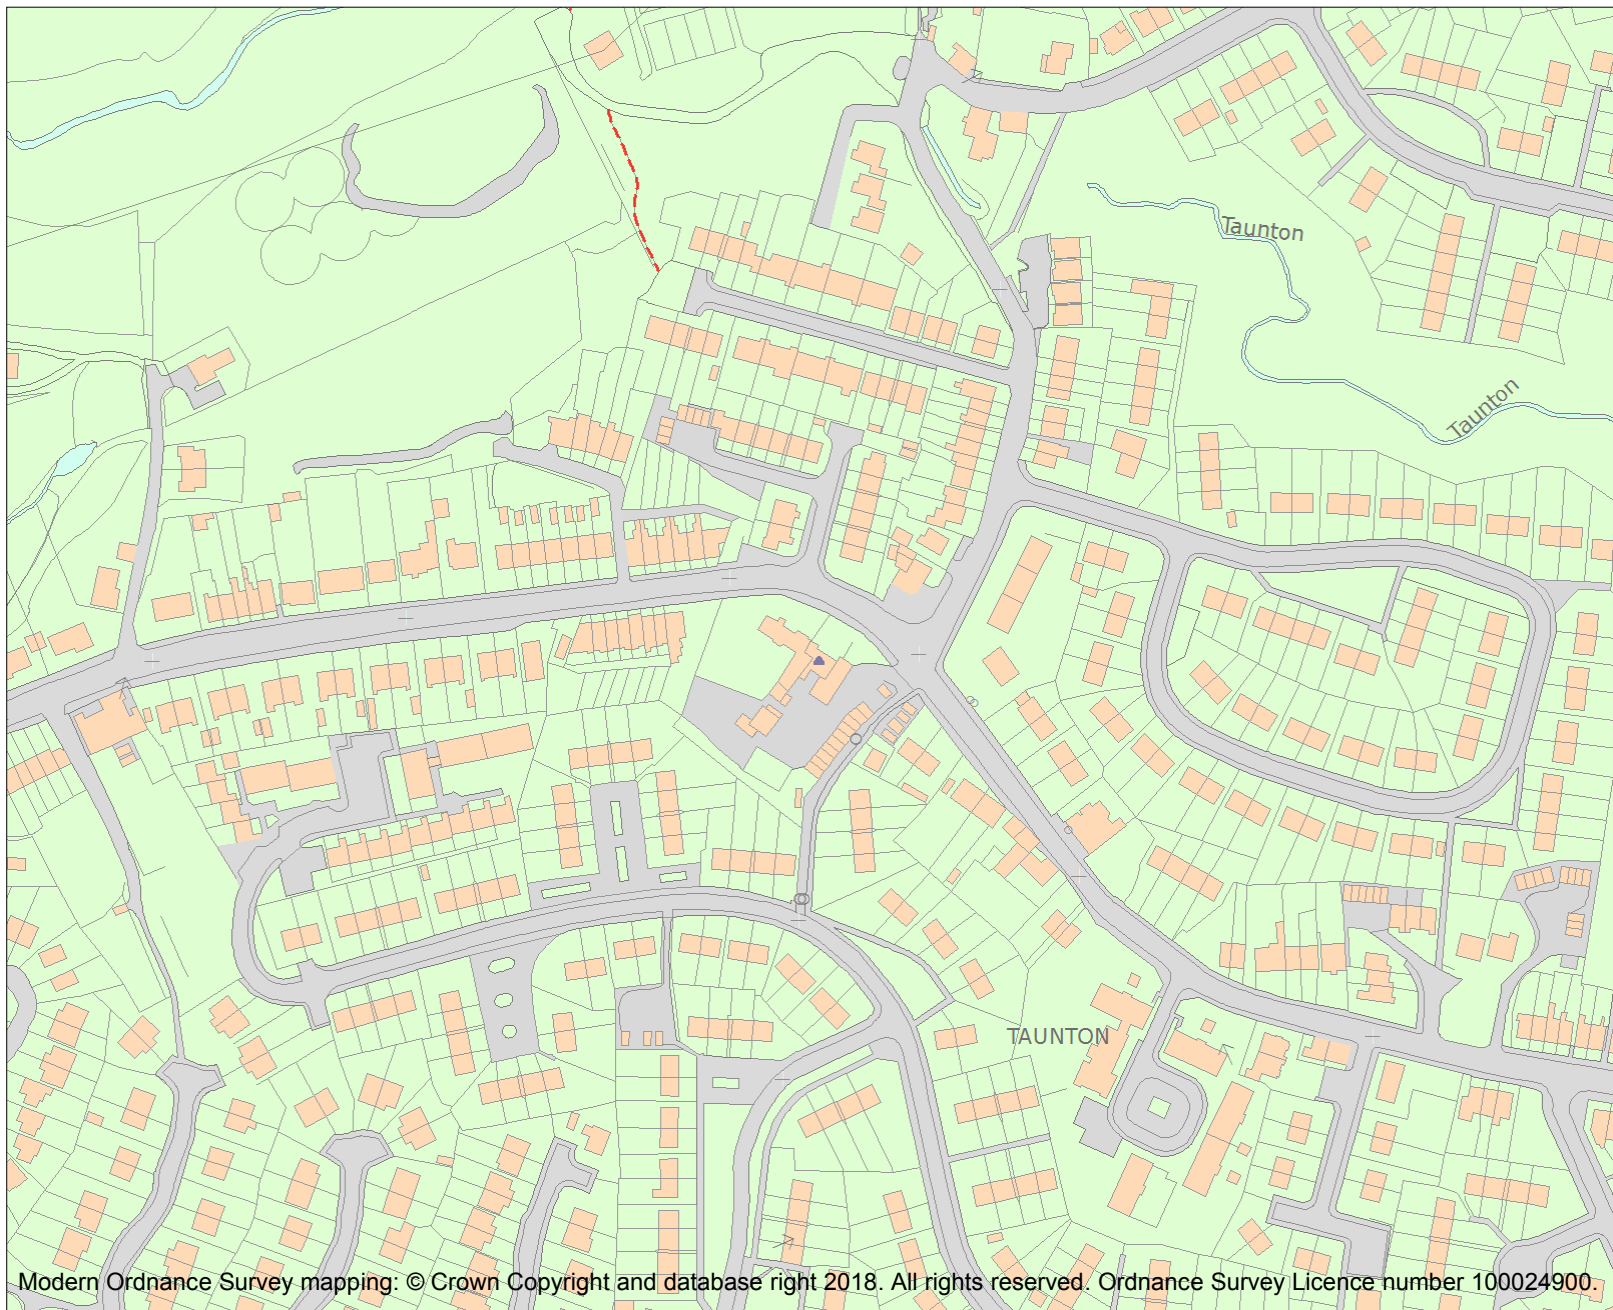 Taunton
Taunton
TAUNTON
Modern Ordnance Survey mapping: © Crown Copyright and database right 2018. All rights reserved. Ordnance Survey Licence number 100024900.